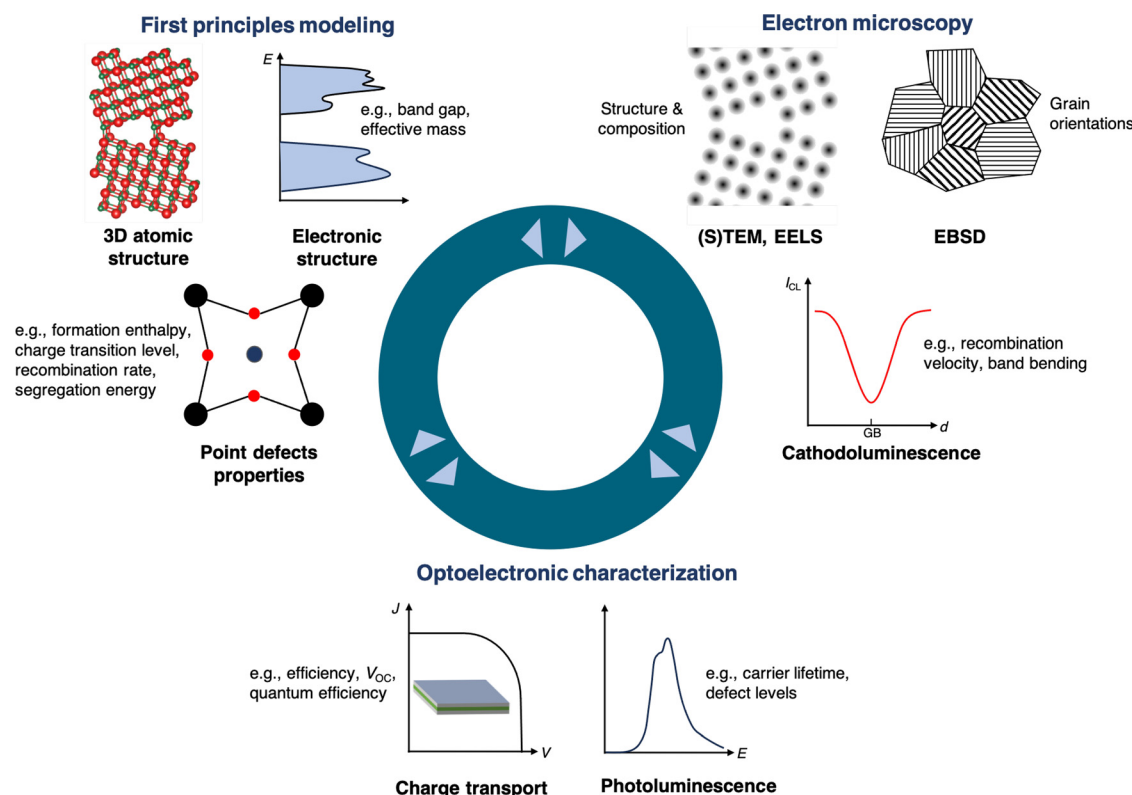 First principles modeling
E
e.g., band gap,
effective mass
3D atomic
structure
Electronic
structure
e.g., formation enthalpy,
charge transition level,
recombination rate,
segregation energy
Point defects
properties
Electron microscopy
Structure &
composition
Grain
orientations
(S)TEM, EELS
EBSD
I_CL
e.g., recombination
velocity, band bending
GB
d
Cathodoluminescence
Optoelectronic characterization
J
e.g., efficiency, V_OC,
quantum efficiency
V
Charge transport
e.g., carrier lifetime,
defect levels
E
Photoluminescence